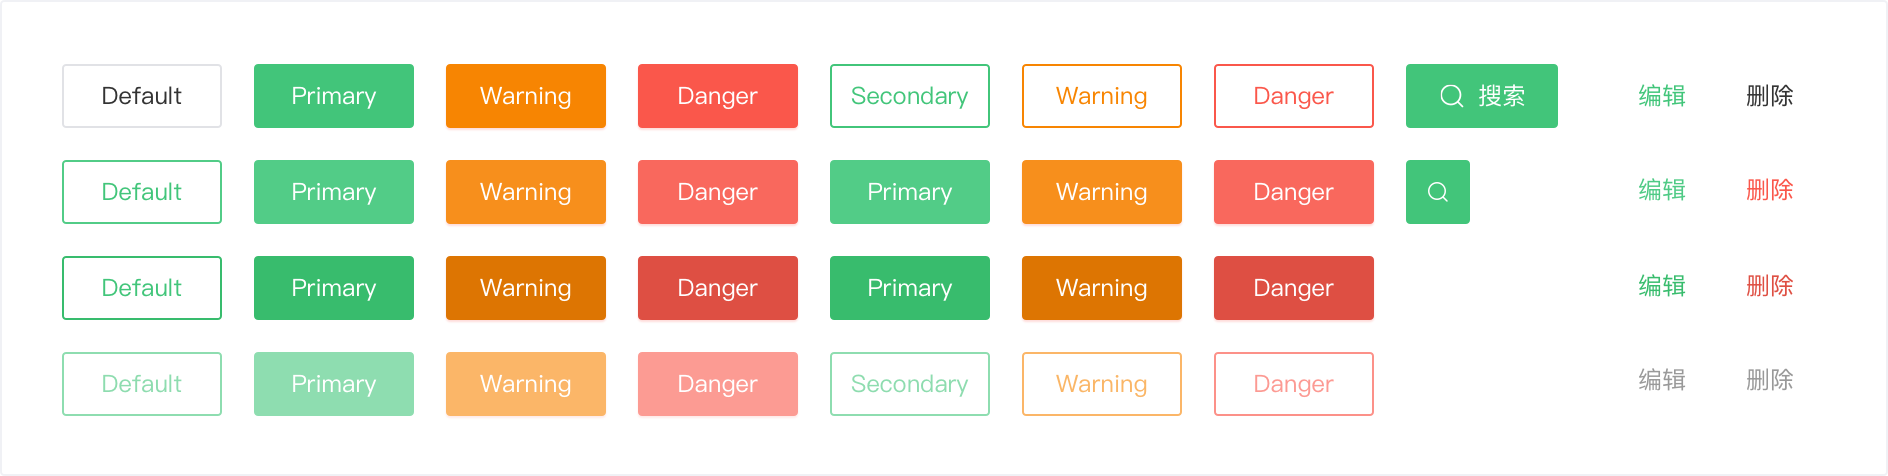 Default Primary Warning Danger Secondary Warning Danger 搜索 编辑 删除
Default Primary Warning Danger Primary Warning Danger 编辑 删除
Default Primary Warning Danger Primary Warning Danger 编辑 删除
Default Primary Warning Danger Secondary Warning Danger 编辑 删除